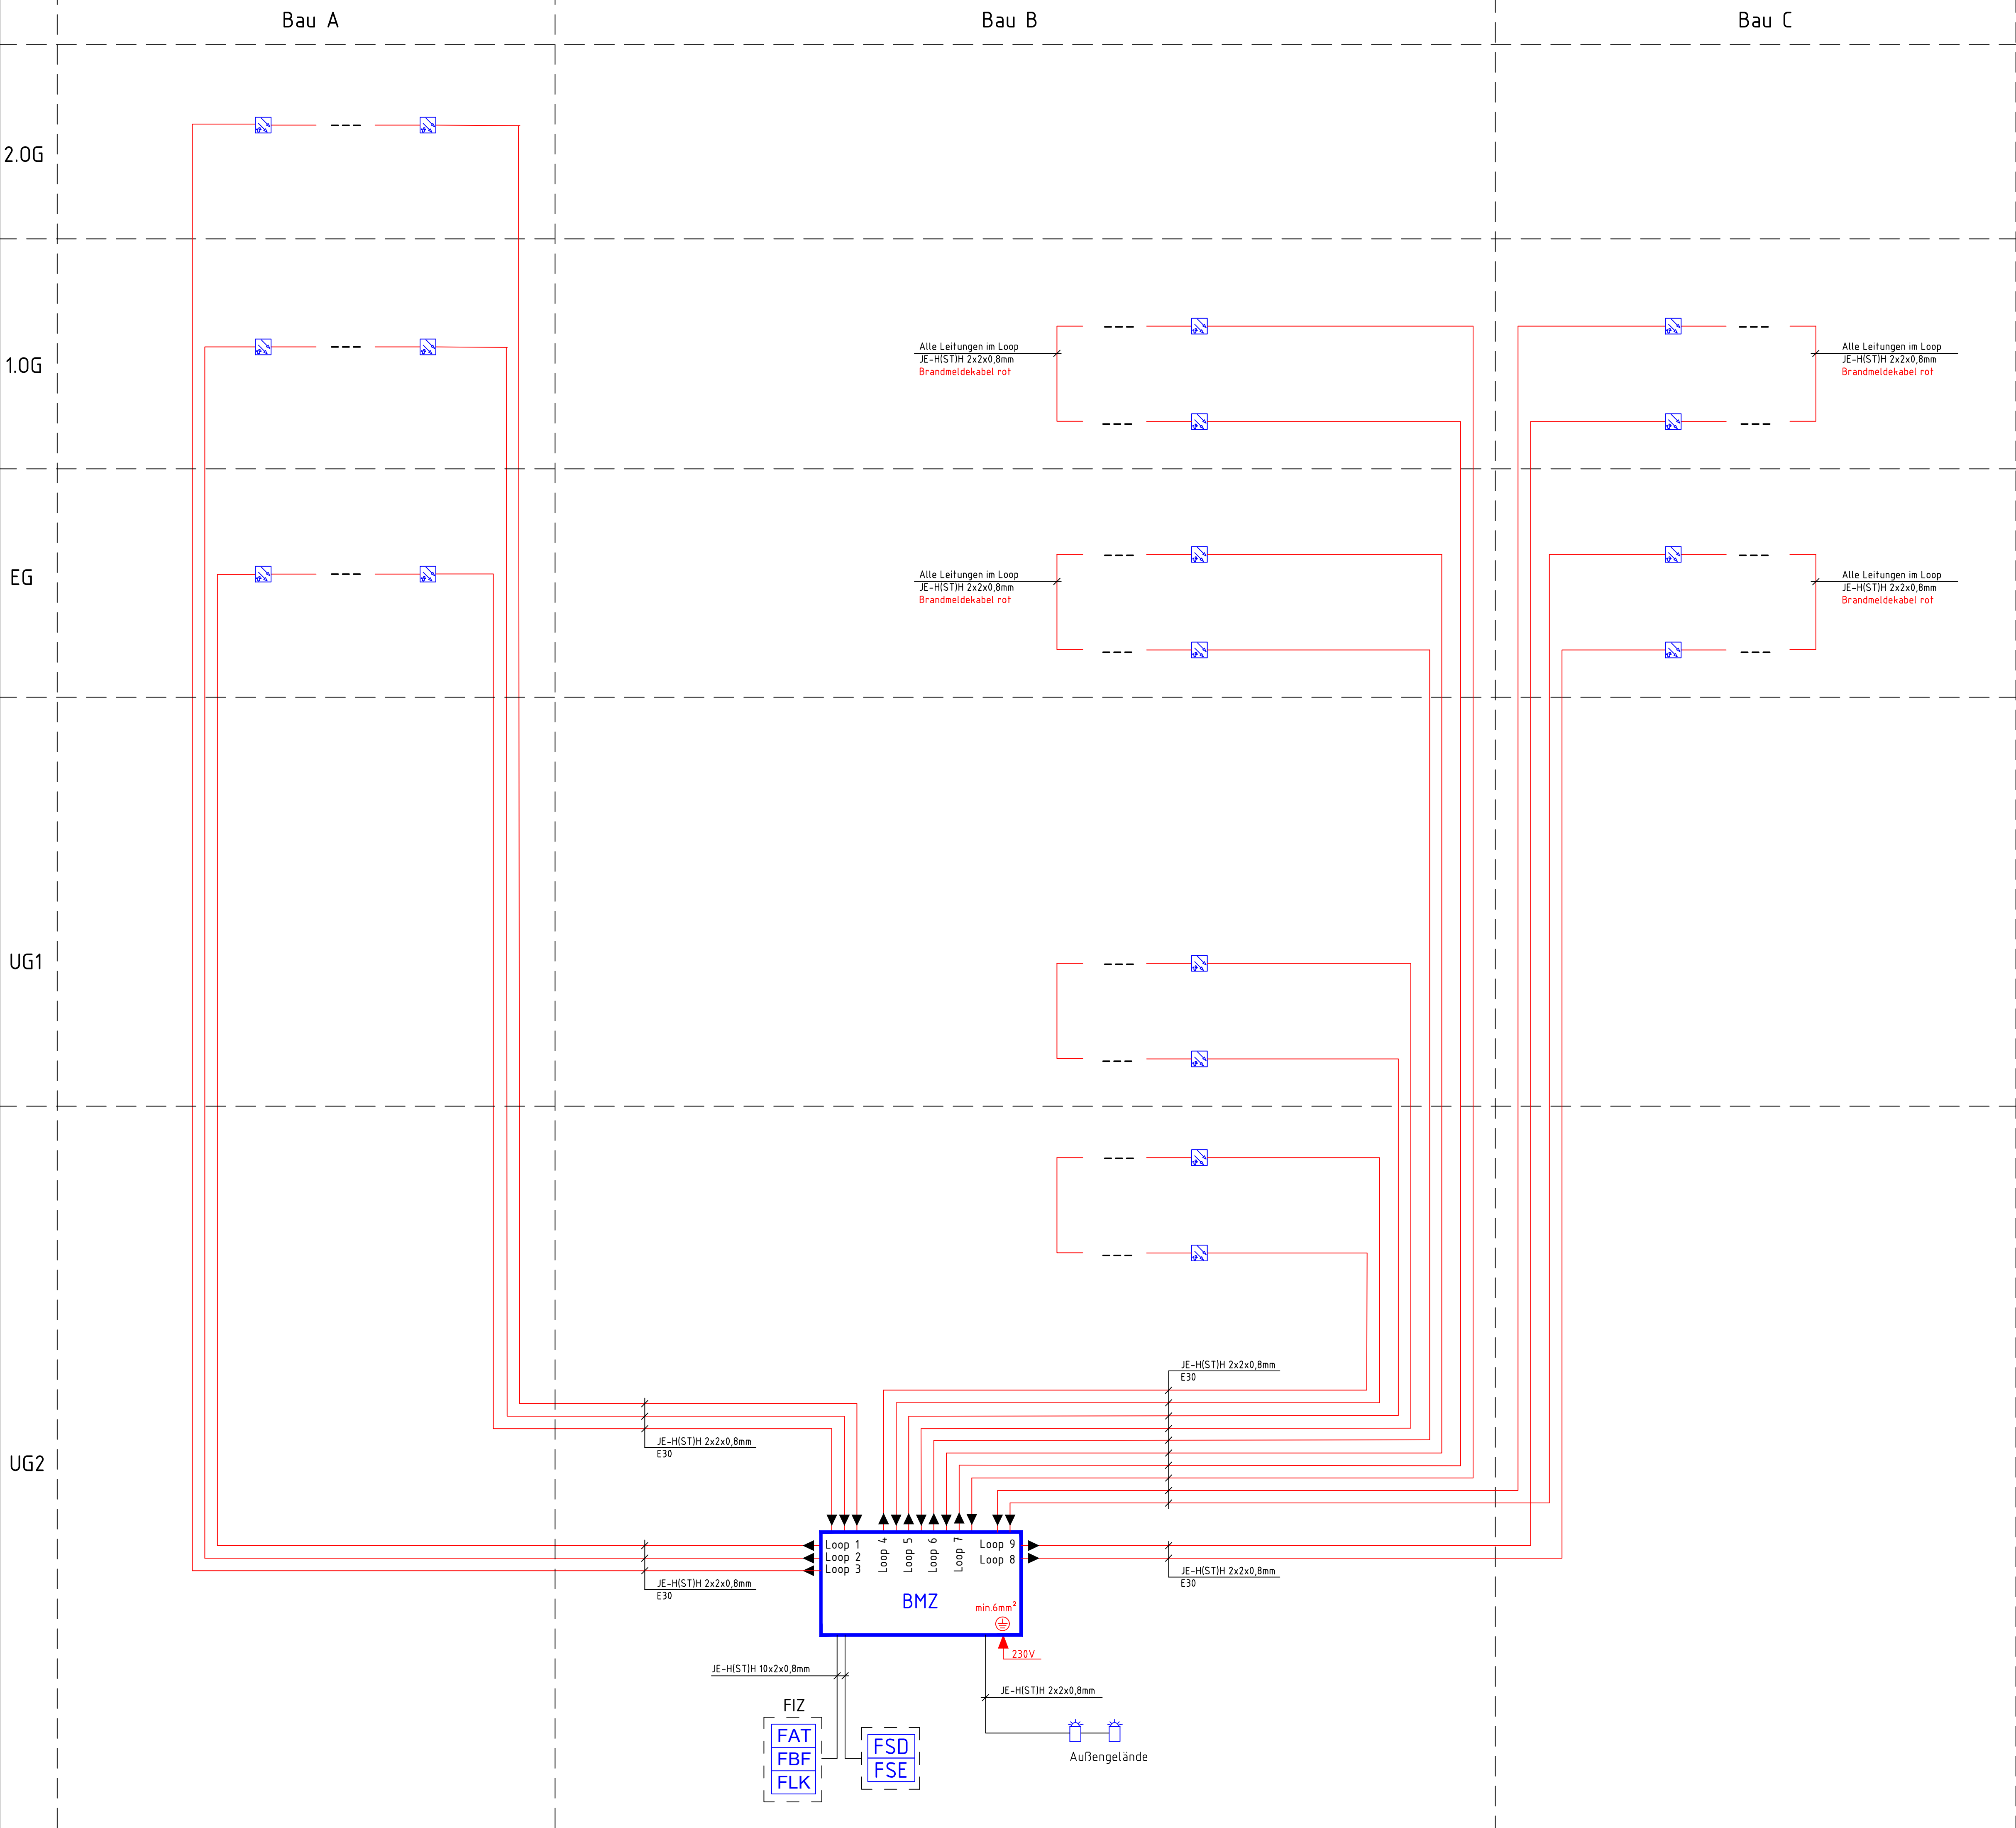 Bau A
Bau B
Bau C
2.OG
1.OG
Alle Leitungen im Loop
JE-H(ST)H 2x2x0,8mm
Brandmeldekabel rot
Alle Leitungen im Loop
JE-H(ST)H 2x2x0,8mm
Brandmeldekabel rot
EG
Alle Leitungen im Loop
JE-H(ST)H 2x2x0,8mm
Brandmeldekabel rot
Alle Leitungen im Loop
JE-H(ST)H 2x2x0,8mm
Brandmeldekabel rot
UG1
UG2
JE-H(ST)H 2x2x0,8mm
E30
JE-H(ST)H 2x2x0,8mm
E30
Loop 1
Loop 2
Loop 3
Loop 4
Loop 5
Loop 6
Loop 7
Loop 9
Loop 8
JE-H(ST)H 2x2x0,8mm
E30
JE-H(ST)H 2x2x0,8mm
E30
BMZ
min.6mm²
230V
JE-H(ST)H 10x2x0,8mm
JE-H(ST)H 2x2x0,8mm
FIZ
FAT
FBF
FLK
FSD
FSE
Außengelände